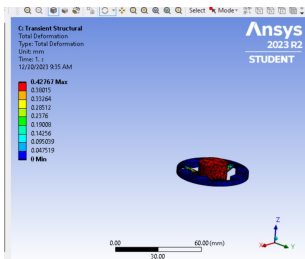 Select Mode
C: Transient Structural
Total Deformation
Type: Total Deformation
Unit: mm
Time: 1. s
12/20/2023 9:35 AM
0.42767 Max
0.38015
0.33264
0.28512
0.2376
0.19008
0.14256
0.095039
0.047519
0 Min
Ansys
2023 R2
STUDENT
Z
X
Y
0.00
60.00 (mm)
30.00